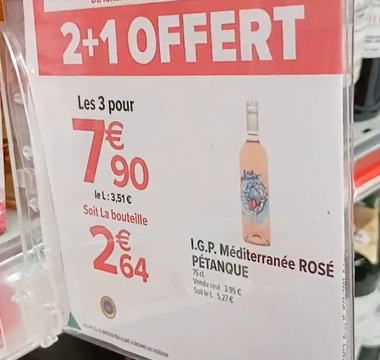 2+1 OFFERT
Les 3 pour
7€90
le L: 3,51 €
Soit La bouteille
2€64
I.G.P. Méditerranée ROSÉ
PÉTANQUE
75 cl
Vendu seul 3,95 €
Soit le L 5,27 €